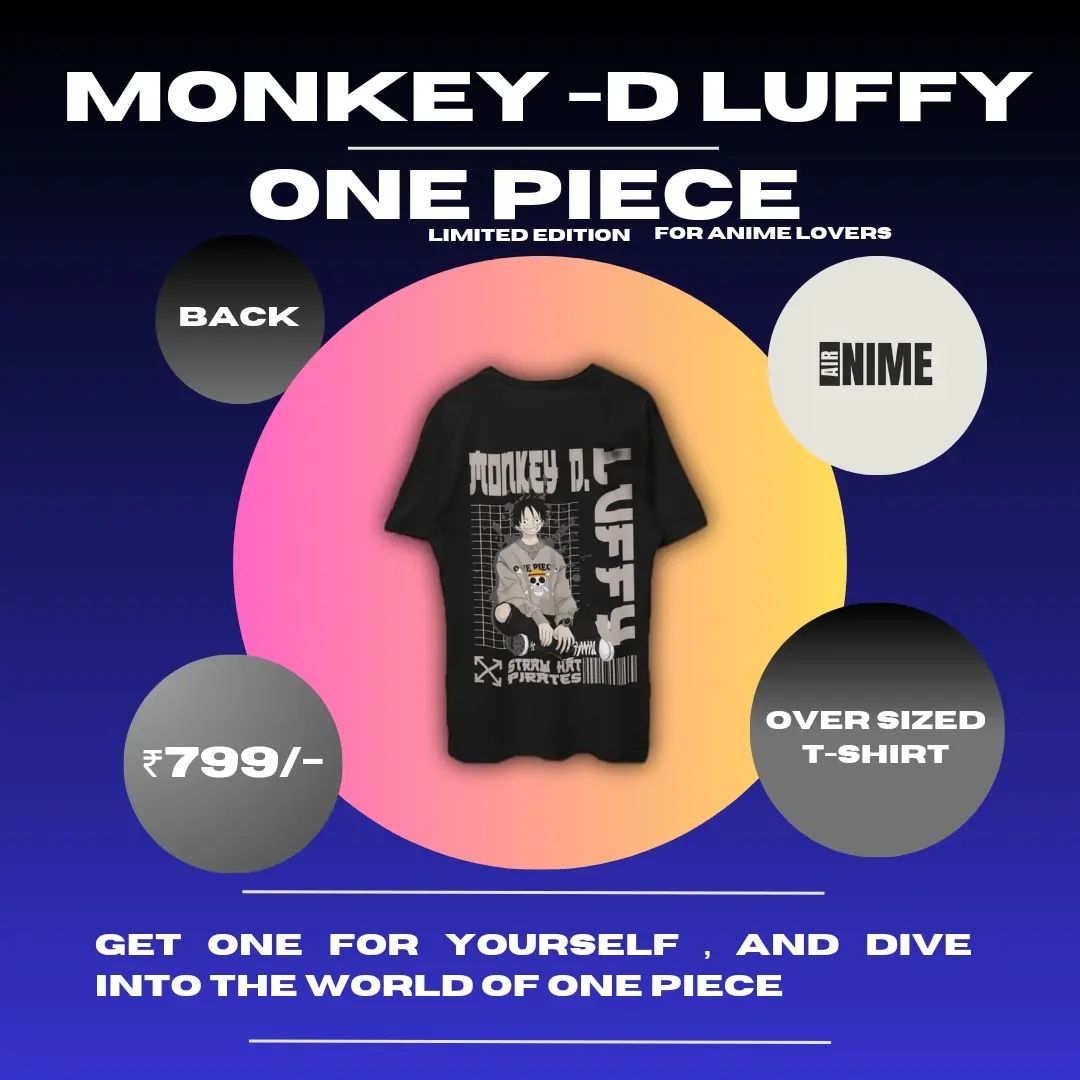 MONKEY -D LUFFY
ONE PIECE
LIMITED EDITION FOR ANIME LOVERS
BACK
AIR NIME
MONKEY D.
LUFFY
ONE PIECE
STRAW HAT
PIRATES
₹799/-
OVER SIZED
T-SHIRT
GET ONE FOR YOURSELF , AND DIVE
INTO THE WORLD OF ONE PIECE